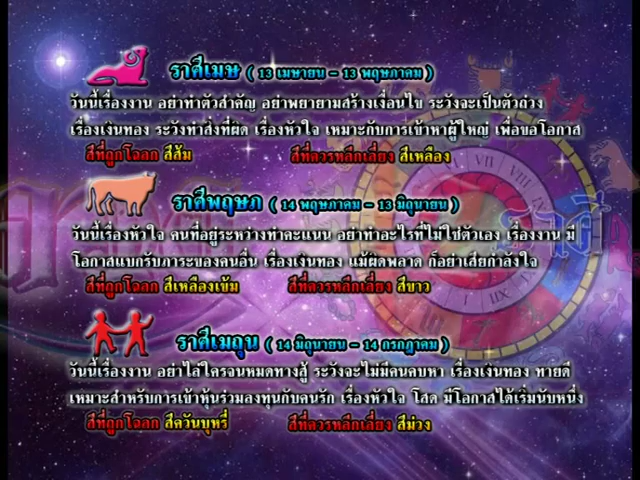 ราศีเมษ ( 13 เมษายน - 13 พฤษภาคม )
วันนี้เรื่องงาน อย่าทำตัวสำคัญ อย่าพยายามสร้างเงื่อนไข ระวังจะเป็นตัวถ่วง
เรื่องเงินทอง ระวังทำสิ่งที่ผิด เรื่องหัวใจ เหมาะกับการเข้าหาผู้ใหญ่ เพื่อขอโอกาส
สีที่ถูกโฉลก สีส้ม สีที่ควรหลีกเลี่ยง สีเหลือง
ราศีพฤษภ ( 14 พฤษภาคม - 13 มิถุนายน )
วันนี้เรื่องหัวใจ คนที่อยู่ระหว่างทำคะแนน อย่าทำอะไรที่ไม่ใช่ตัวเอง เรื่องงาน มี
โอกาสแบกรับภาระของคนอื่น เรื่องเงินทอง แม้ผิดพลาด ก็อย่าเสียกำลังใจ
สีที่ถูกโฉลก สีเหลืองเข้ม สีที่ควรหลีกเลี่ยง สีขาว
ราศีเมถุน ( 14 มิถุนายน - 14 กรกฎาคม )
วันนี้เรื่องงาน อย่าไล่ใครจนหมดทางสู้ ระวังจะไม่มีคนคบหา เรื่องเงินทอง ทายดี
เหมาะสำหรับการเข้าหุ้นร่วมลงทุนกับคนรัก เรื่องหัวใจ โสด มีโอกาสได้เริ่มนับหนึ่ง
สีที่ถูกโฉลก สีควันบุหรี่ สีที่ควรหลีกเลี่ยง สีม่วง